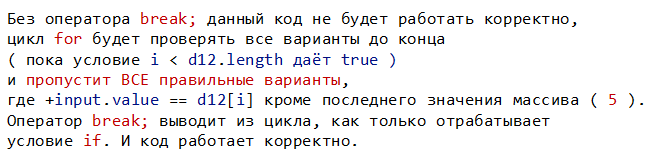 Без оператора break; данный код не будет работать корректно,
цикл for будет проверять все варианты до конца
( пока условие i < d12.length даёт true )
и пропустит ВСЕ правильные варианты,
где +input.value == d12[i] кроме последнего значения массива ( 5 ).
Оператор break; выводит из цикла, как только отрабатывает
условие if. И код работает корректно.